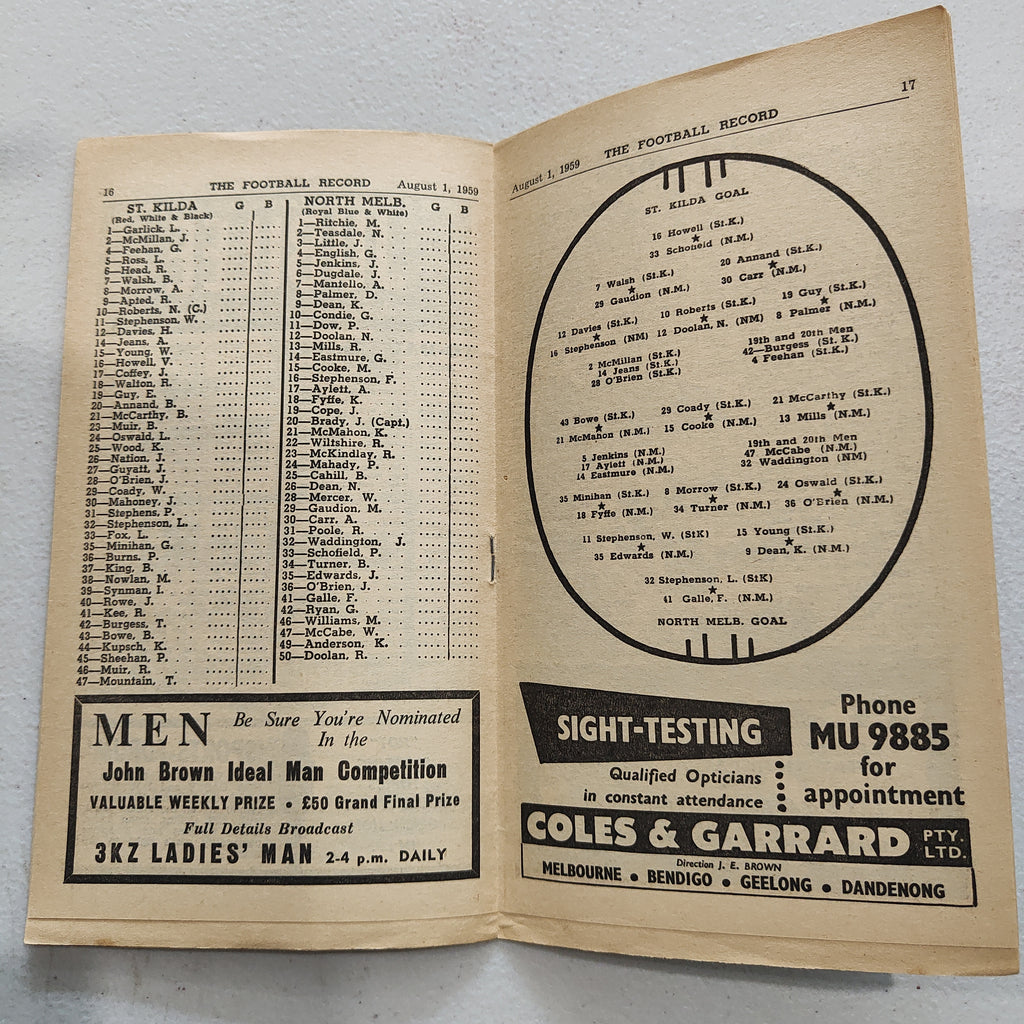 16 THE FOOTBALL RECORD August 1, 1959
ST. KILDA G B
(Red, White & Black)
1—Garlick, L.
2—McMillan, J.
4—Feehan, G.
5—Ross, L.
6—Head, R.
7—Walsh, B.
8—Morrow, A.
9—Apted, R.
10—Roberts, N. (C.)
11—Stephenson, W.
12—Davies, H.
14—Jeans, A.
15—Young, W.
16—Howell, V.
17—Coffey, J.
18—Walton, R.
19—Guy, E.
20—Annand, B.
21—McCarthy, B.
23—Muir, B.
24—Oswald, L.
25—Wood, K.
26—Nation, J.
27—Guyatt, J.
28—O'Brien, J.
29—Coady, W.
30—Mahoney, J.
31—Stephens, P.
32—Stephenson, L.
33—Fox, L.
35—Minihan, G.
36—Burns, P.
37—King, B.
38—Nowlan, M.
39—Synman, I.
40—Rowe, J.
41—Kee, R.
42—Burgess, T.
43—Bowe, B.
44—Kupsch, K.
45—Sheehan, P.
46—Muir, R.
47—Mountain, T.
NORTH MELB. G B
(Royal Blue & White)
1—Ritchie, M.
2—Teasdale, N.
3—Little, J.
4—English, G.
5—Jenkins, J.
6—Dugdale, J.
7—Mantello, A.
8—Palmer, D.
9—Dean, K.
10—Condie, G.
11—Dow, P.
12—Doolan, N.
13—Mills, R.
14—Eastmure, G.
15—Cooke, M.
16—Stephenson, F.
17—Aylett, A.
18—Fyffe, K.
19—Cope, J.
20—Brady, J. (Capt.)
21—McMahon, K.
22—Wiltshire, R.
23—McKindlay, R.
24—Mahady, P.
25—Cahill, B.
26—Dean, N.
28—Mercer, W.
29—Gaudion, M.
30—Carr, A.
31—Poole, R.
32—Waddington, J.
33—Schofield, P.
34—Turner, B.
35—Edwards, J.
36—O'Brien, J.
41—Galle, F.
42—Ryan, G.
46—Williams, M.
47—McCabe, W.
49—Anderson, K.
50—Doolan, R.
MEN Be Sure You're Nominated
In the
John Brown Ideal Man Competition
VALUABLE WEEKLY PRIZE • £50 Grand Final Prize
Full Details Broadcast
3KZ LADIES' MAN 2-4 p.m. DAILY
August 1, 1959 THE FOOTBALL RECORD 17
ST. KILDA GOAL
16 Howell (St.K.)
33 Schofield (N.M.)
7 Walsh (St.K.) 20 Annand (St.K.)
29 Gaudion (N.M.) 30 Carr (N.M.)
12 Davies (St.K.) 10 Roberts (St.K.) 19 Guy (St.K.)
16 Stephenson (NM) 12 Doolan, N. (NM) 8 Palmer (N.M.)
2 McMillan (St.K.)
14 Jeans (St.K.)
28 O'Brien (St.K.)
19th and 20th Men
42—Burgess (St. K.)
4 Feehan (St.K.)
43 Bowe (St.K.) 29 Coady (St.K.) 21 McCarthy (St.K.)
21 McMahon (N.M.) 15 Cooke (N.M.) 13 Mills (N.M.)
5 Jenkins (N.M.)
17 Aylett (N.M.)
14 Eastmure (N.M.)
19th and 20th Men
47 McCabe (N.M.)
32 Waddington (NM)
35 Minihan (St.K.) 8 Morrow (St.K.) 24 Oswald (St.K.)
18 Fyffe (N.M.) 34 Turner (N.M.) 36 O'Brien (N.M.)
11 Stephenson, W. (StK) 15 Young (St.K.)
35 Edwards (N.M.) 9 Dean, K. (N.M.)
32 Stephenson, L. (StK)
41 Galle, F. (N.M.)
NORTH MELB. GOAL
SIGHT-TESTING
Qualified Opticians
in constant attendance
Phone
MU 9885
for
appointment
COLES & GARRARD PTY. LTD.
Direction J. E. BROWN
MELBOURNE • BENDIGO • GEELONG • DANDENONG